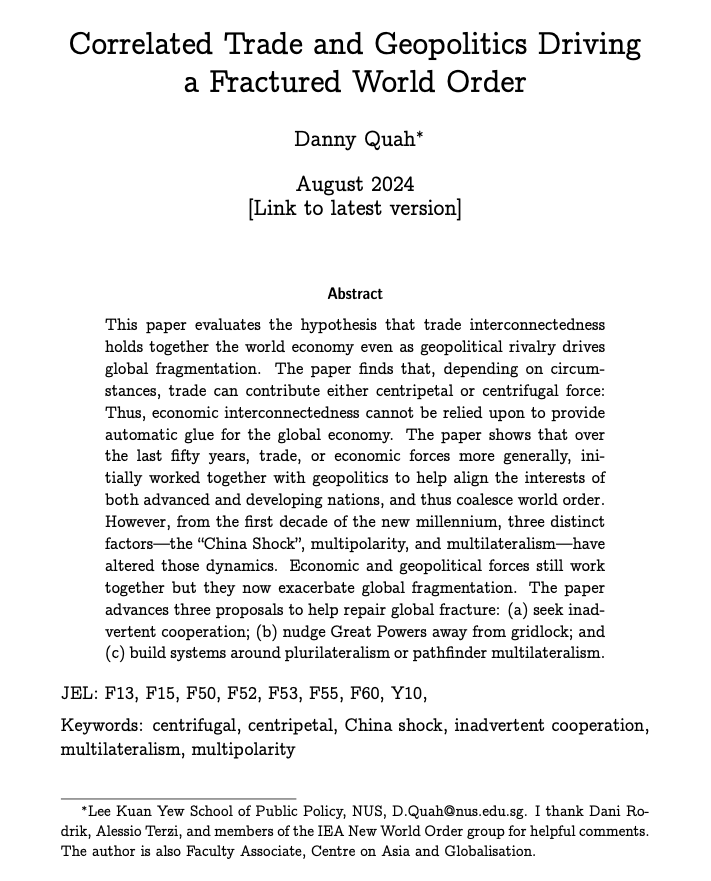 Correlated Trade and Geopolitics Driving
a Fractured World Order
Danny Quah*
August 2024
[Link to latest version]
Abstract
This paper evaluates the hypothesis that trade interconnectedness
holds together the world economy even as geopolitical rivalry drives
global fragmentation. The paper finds that, depending on circum-
stances, trade can contribute either centripetal or centrifugal force:
Thus, economic interconnectedness cannot be relied upon to provide
automatic glue for the global economy. The paper shows that over
the last fifty years, trade, or economic forces more generally, ini-
tially worked together with geopolitics to help align the interests of
both advanced and developing nations, and thus coalesce world order.
However, from the first decade of the new millennium, three distinct
factors—the “China Shock”, multipolarity, and multilateralism—have
altered those dynamics. Economic and geopolitical forces still work
together but they now exacerbate global fragmentation. The paper
advances three proposals to help repair global fracture: (a) seek inad-
vertent cooperation; (b) nudge Great Powers away from gridlock; and
(c) build systems around plurilateralism or pathfinder multilateralism.
JEL: F13, F15, F50, F52, F53, F55, F60, Y10,
Keywords: centrifugal, centripetal, China shock, inadvertent cooperation,
multilateralism, multipolarity
*Lee Kuan Yew School of Public Policy, NUS, D.Quah@nus.edu.sg. I thank Dani Ro-
drik, Alessio Terzi, and members of the IEA New World Order group for helpful comments.
The author is also Faculty Associate, Centre on Asia and Globalisation.